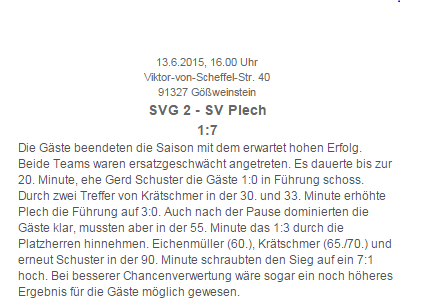 13.6.2015, 16.00 Uhr
Viktor-von-Scheffel-Str. 40
91327 Gößweinstein
SVG 2 - SV Plech
1:7
Die Gäste beendeten die Saison mit dem erwartet hohen Erfolg.
Beide Teams waren ersatzgeschwächt angetreten. Es dauerte bis zur
20. Minute, ehe Gerd Schuster die Gäste 1:0 in Führung schoss.
Durch zwei Treffer von Krätschmer in der 30. und 33. Minute erhöhte
Plech die Führung auf 3:0. Auch nach der Pause dominierten die
Gäste klar, mussten aber in der 55. Minute das 1:3 durch die
Platzherren hinnehmen. Eichenmüller (60.), Krätschmer (65./70.) und
erneut Schuster in der 90. Minute schraubten den Sieg auf ein 7:1
hoch. Bei besserer Chancenverwertung wäre sogar ein noch höheres
Ergebnis für die Gäste möglich gewesen.